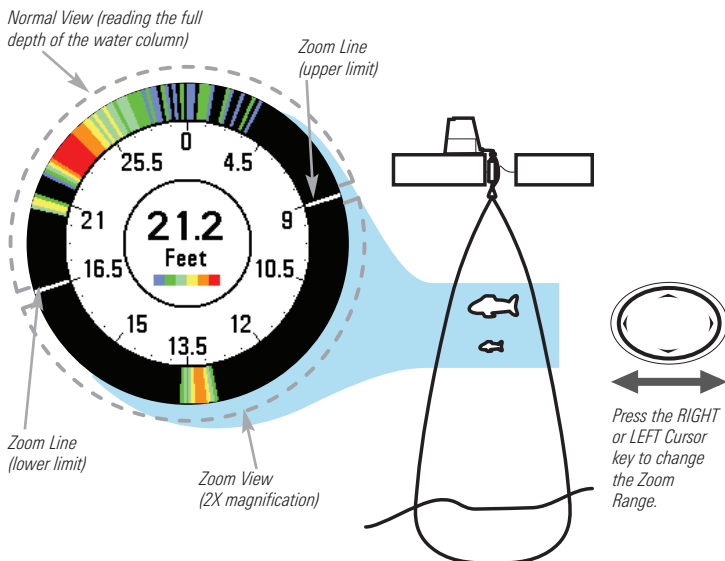 Normal View (reading the full
depth of the water column)
Zoom Line
(upper limit)
0
4.5
9
10.5
12
13.5
15
16.5
21
25.5
21.2
Feet
Zoom Line
(lower limit)
Zoom View
(2X magnification)
Press the RIGHT
or LEFT Cursor
key to change
the Zoom
Range.